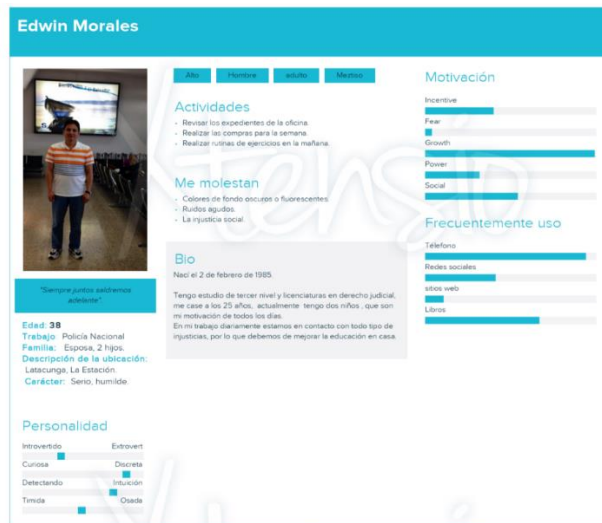 Edwin Morales
"Siempre juntos saldremos
adelante".
Edad: 38
Trabajo: Policía Nacional
Familia: Esposa, 2 hijos.
Descripción de la ubicación:
Latacunga, La Estación.
Carácter: Serio, humilde.
Personalidad
Introvertido Extrovert
Curiosa Discreta
Detectando Intuición
Timida Osada
Alto Hombre adulto Meztizo
Actividades
- Revisar los expedientes de la oficina.
- Realizar las compras para la semana.
- Realizar rutinas de ejercicios en la mañana.
Me molestan
- Colores de fondo oscuros o fluorescentes.
- Ruidos agudos.
- La injusticia social.
Bio
Nací el 2 de febrero de 1985.
Tengo estudio de tercer nivel y licenciaturas en derecho judicial,
me case a los 25 años, actualmente tengo dos niños , que son
mi motivación de todos los días.
En mi trabajo diariamente estamos en contacto con todo tipo de
injusticias, por lo que debemos de mejorar la educación en casa.
Motivación
Incentive
Fear
Growth
Power
Social
Frecuentemente uso
Télefono
Redes sociales
sitios web
Libros
Xtensio